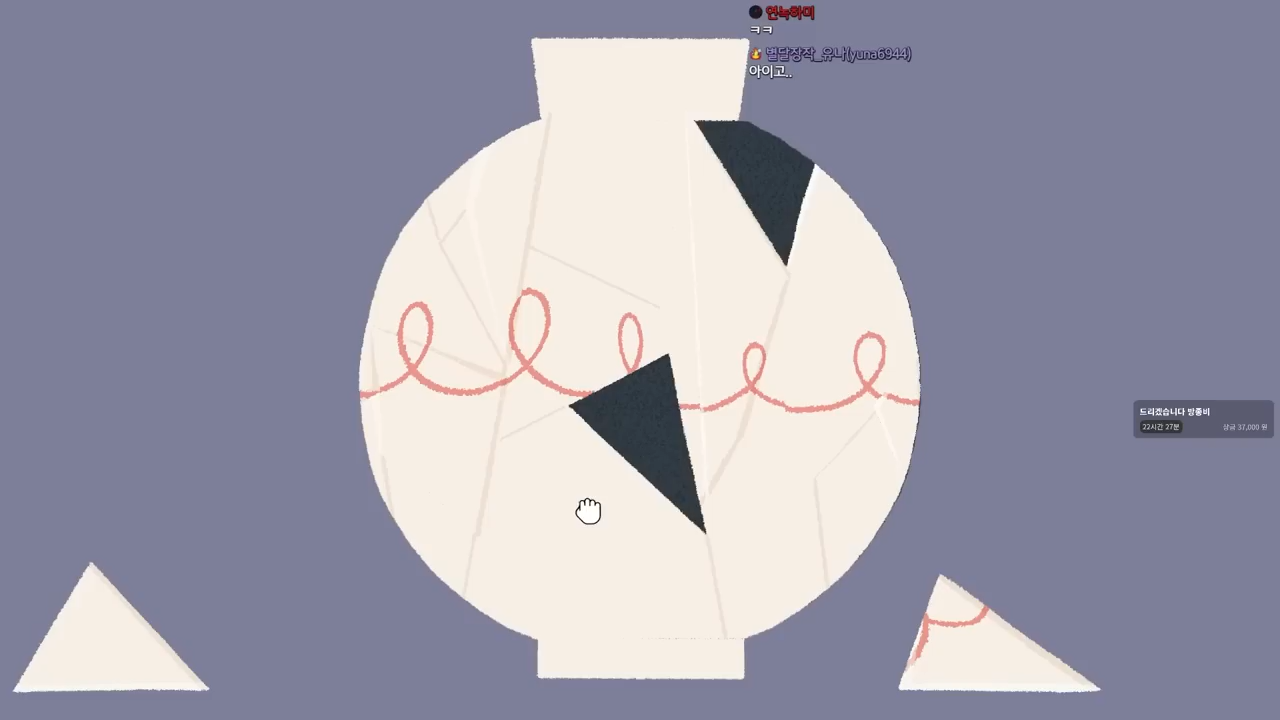 연녹하미
ㅋㅋ
별달장작_유나(yuna6944)
아이고..
드리겠습니다 방종비
22시간 27분
상금 37,000 원